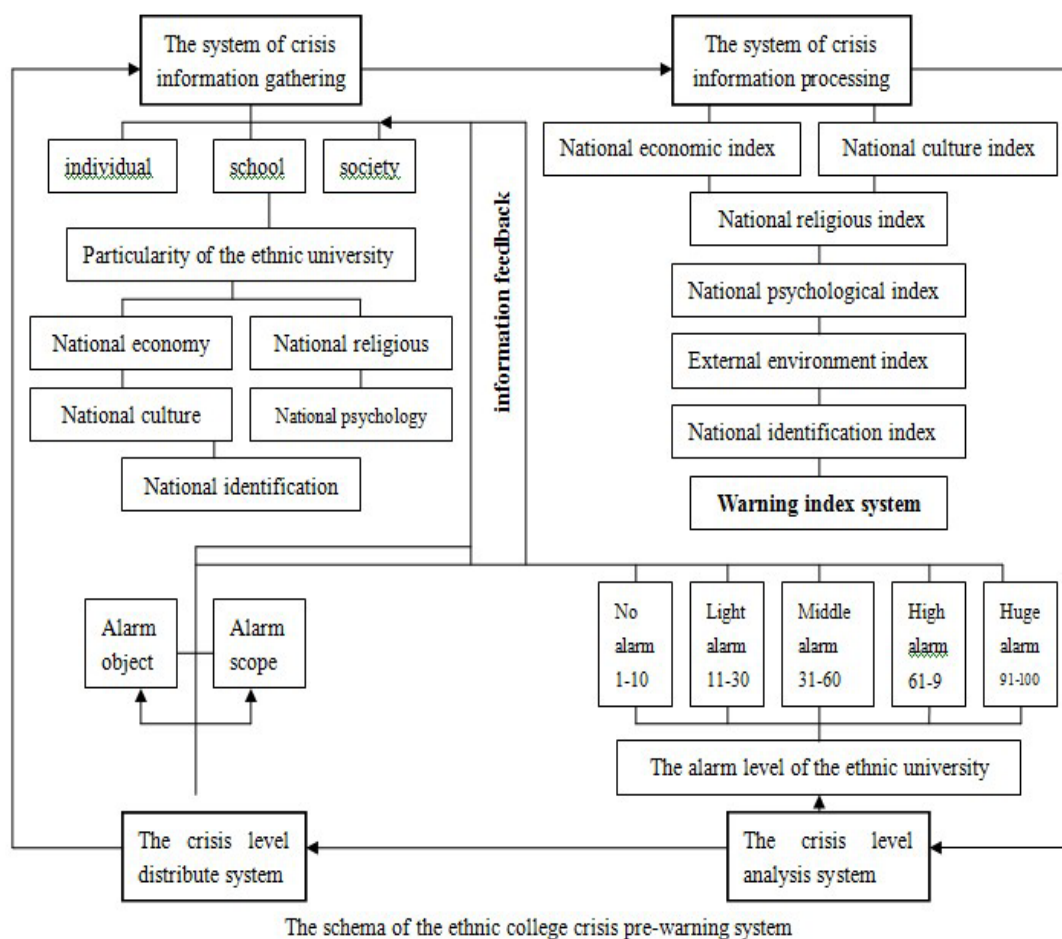 The system of crisis
information gathering
The system of crisis
information processing
individual
school
society
National economic index
National culture index
National religious index
Particularity of the ethnic university
National psychological index
National economy
National religious
External environment index
National culture
National psychology
National identification index
National identification
Warning index system
information feedback
Alarm
object
Alarm
scope
No
alarm
1-10
Light
alarm
11-30
Middle
alarm
31-60
High
alarm
61-9
Huge
alarm
91-100
The alarm level of the ethnic university
The crisis level
distribute system
The crisis level
analysis system
The schema of the ethnic college crisis pre-warning system